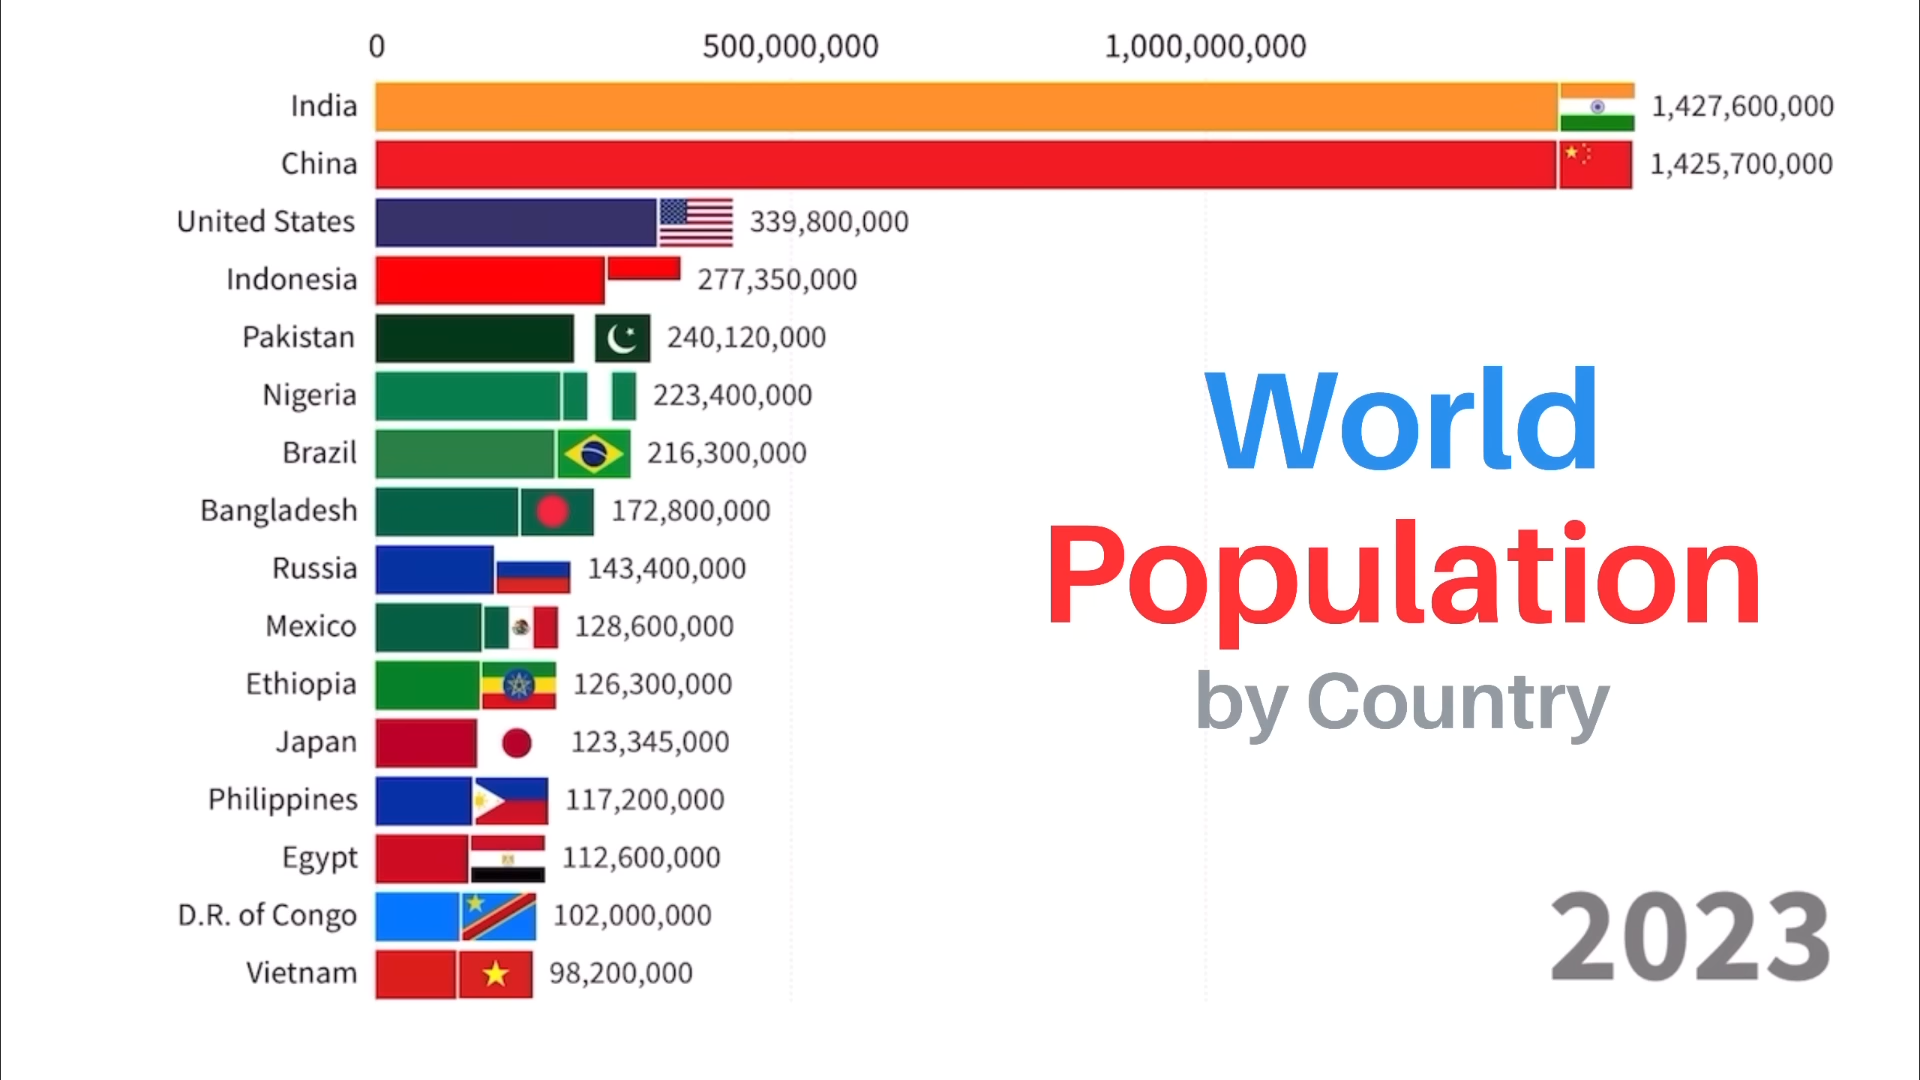 0 500,000,000 1,000,000,000
India 1,427,600,000
China 1,425,700,000
United States 339,800,000
Indonesia 277,350,000
Pakistan 240,120,000
Nigeria 223,400,000
Brazil 216,300,000
Bangladesh 172,800,000
Russia 143,400,000
Mexico 128,600,000
Ethiopia 126,300,000
Japan 123,345,000
Philippines 117,200,000
Egypt 112,600,000
D.R. of Congo 102,000,000
Vietnam 98,200,000
World
Population
by Country
2023